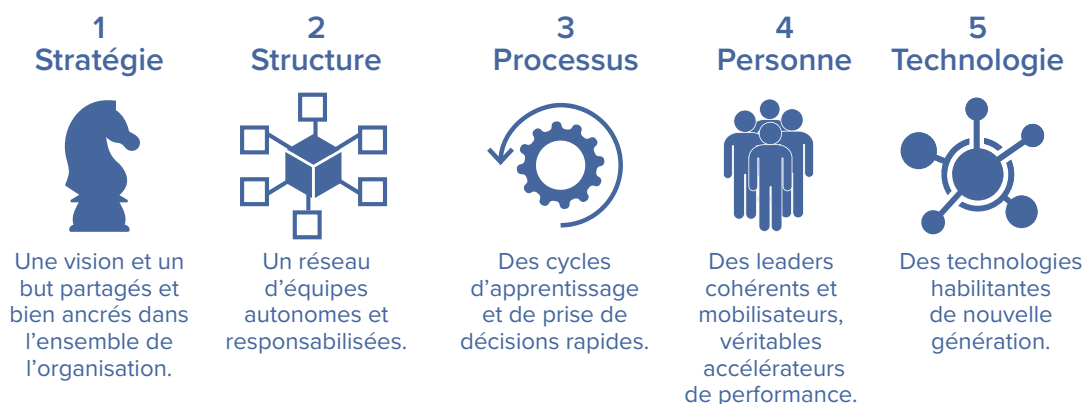 1
Stratégie
Une vision et un
but partagés et
bien ancrés dans
l’ensemble de
l’organisation.
2
Structure
Un réseau
d’équipes
autonomes et
responsabilisées.
3
Processus
Des cycles
d’apprentissage
et de prise de
décisions rapides.
4
Personne
Des leaders
cohérents et
mobilisateurs,
véritables
accélérateurs
de performance.
5
Technologie
Des technologies
habilitantes
de nouvelle
génération.